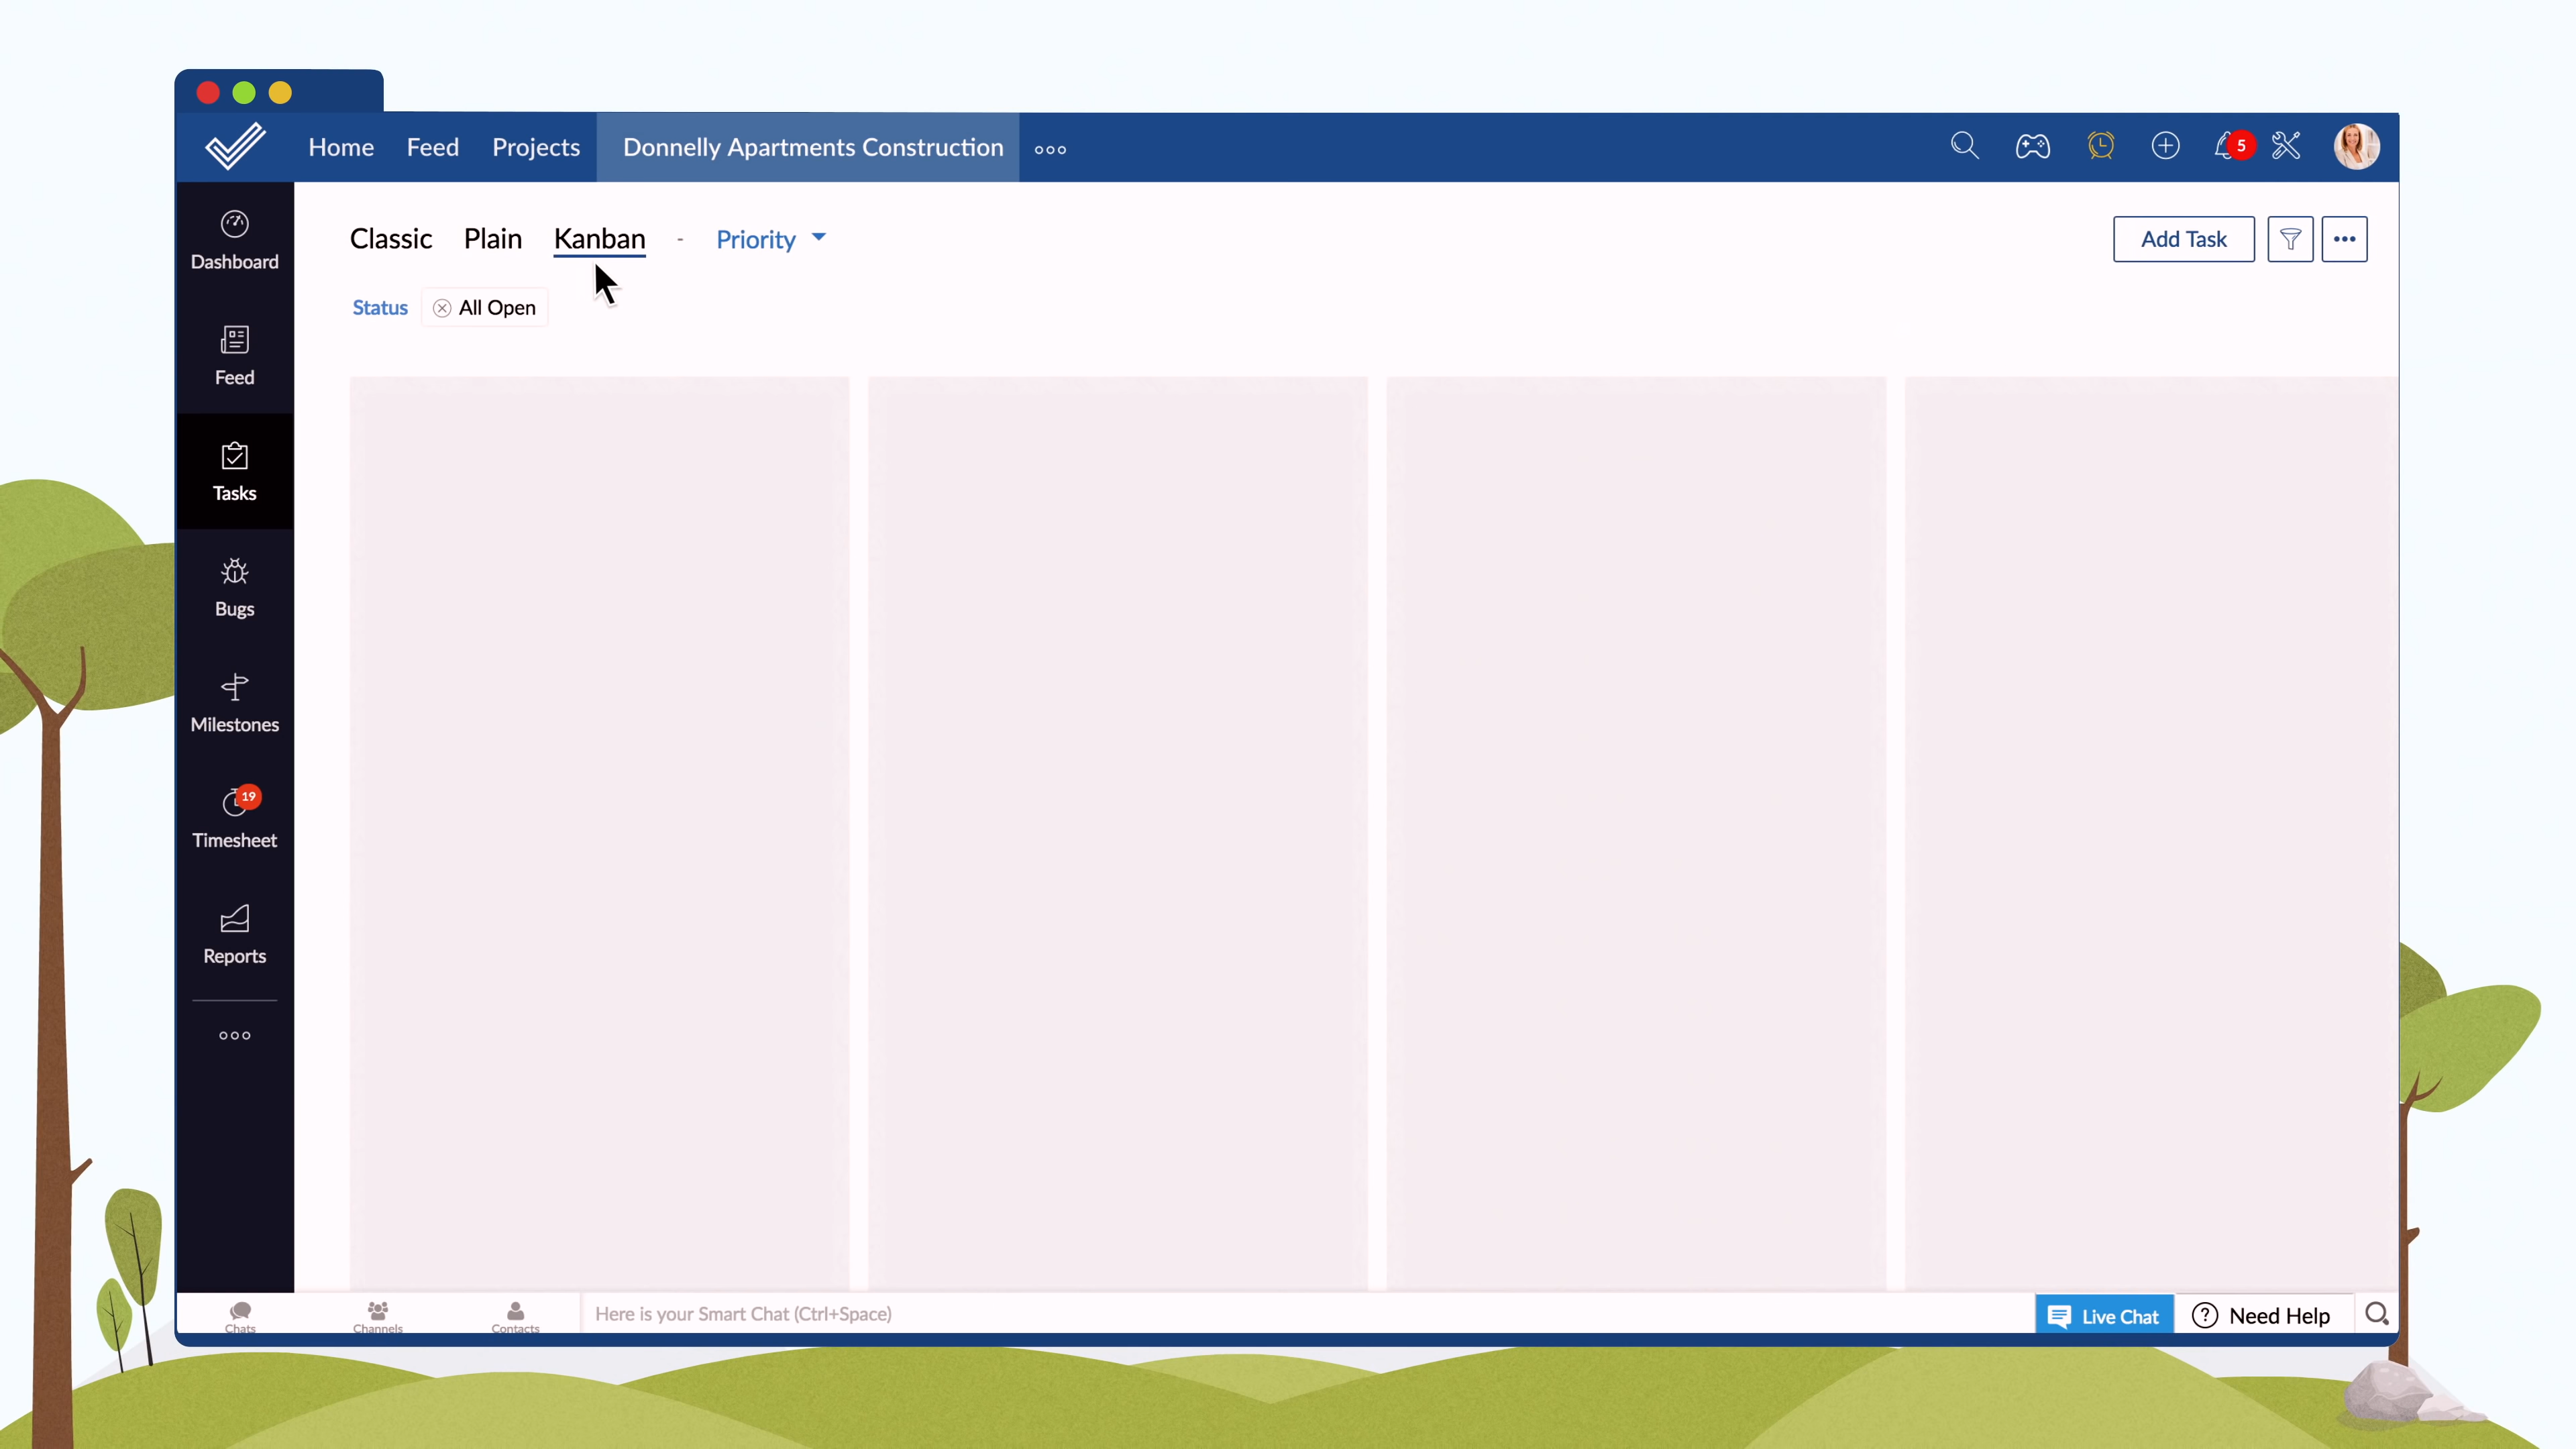 Home Feed Projects Donnelly Apartments Construction
5
Classic Plain Kanban - Priority
Add Task
Status All Open
Dashboard
Feed
Tasks
Bugs
Milestones
19
Timesheet
Reports
Chats Channels Contacts Here is your Smart Chat (Ctrl+Space)
Live Chat ? Need Help